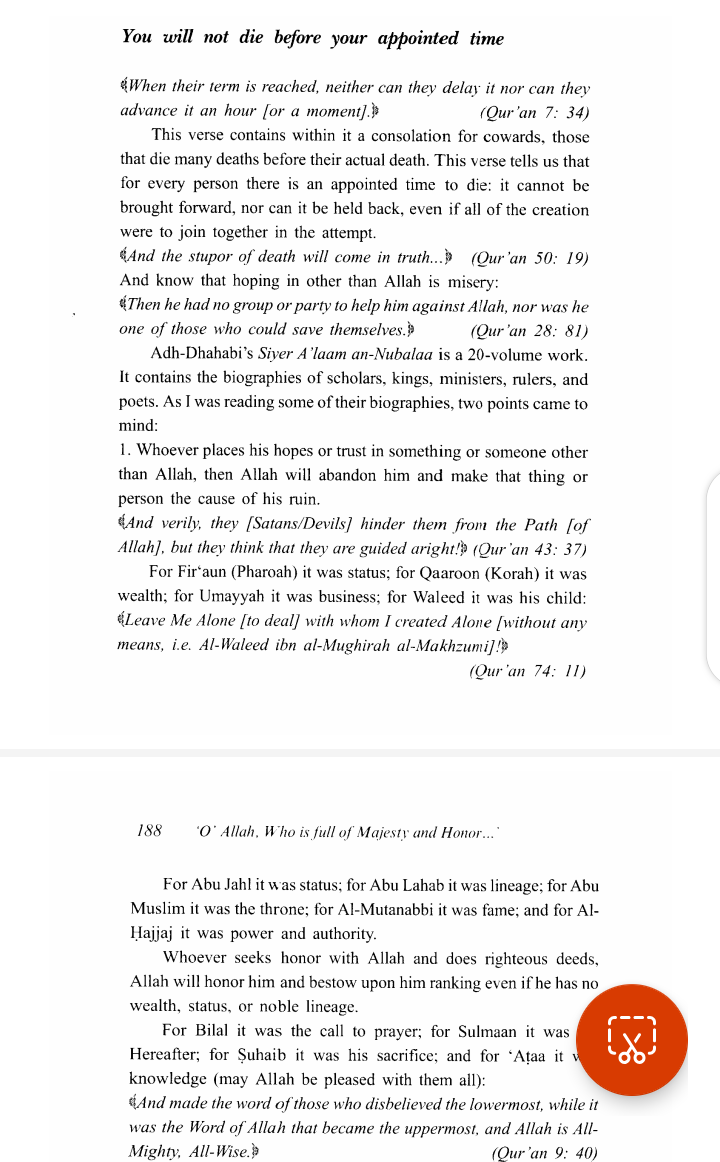 You will not die before your appointed time
﴾When their term is reached, neither can they delay it nor can they
advance it an hour [or a moment].﴿ (Qur'an 7: 34)
This verse contains within it a consolation for cowards, those
that die many deaths before their actual death. This verse tells us that
for every person there is an appointed time to die: it cannot be
brought forward, nor can it be held back, even if all of the creation
were to join together in the attempt.
﴾And the stupor of death will come in truth...﴿ (Qur'an 50: 19)
And know that hoping in other than Allah is misery:
﴾Then he had no group or party to help him against Allah, nor was he
one of those who could save themselves.﴿ (Qur'an 28: 81)
Adh-Dhahabi's Siyer A'laam an-Nubalaa is a 20-volume work.
It contains the biographies of scholars, kings, ministers, rulers, and
poets. As I was reading some of their biographies, two points came to
mind:
1. Whoever places his hopes or trust in something or someone other
than Allah, then Allah will abandon him and make that thing or
person the cause of his ruin.
﴾And verily, they [Satans/Devils] hinder them from the Path [of
Allah], but they think that they are guided aright!﴿ (Qur'an 43: 37)
For Fir‘aun (Pharoah) it was status; for Qaaroon (Korah) it was
wealth; for Umayyah it was business; for Waleed it was his child:
﴾Leave Me Alone [to deal] with whom I created Alone [without any
means, i.e. Al-Waleed ibn al-Mughirah al-Makhzumi]!﴿
(Qur'an 74: 11)
188 'O' Allah, Who is full of Majesty and Honor...'
For Abu Jahl it was status; for Abu Lahab it was lineage; for Abu
Muslim it was the throne; for Al-Mutanabbi it was fame; and for Al-
Ḥajjaj it was power and authority.
Whoever seeks honor with Allah and does righteous deeds,
Allah will honor him and bestow upon him ranking even if he has no
wealth, status, or noble lineage.
For Bilal it was the call to prayer; for Sulmaan it was
Hereafter; for Ṣuhaib it was his sacrifice; and for ‘Aṭaa it
knowledge (may Allah be pleased with them all):
﴾And made the word of those who disbelieved the lowermost, while it
was the Word of Allah that became the uppermost, and Allah is All-
Mighty, All-Wise.﴿ (Qur'an 9: 40)